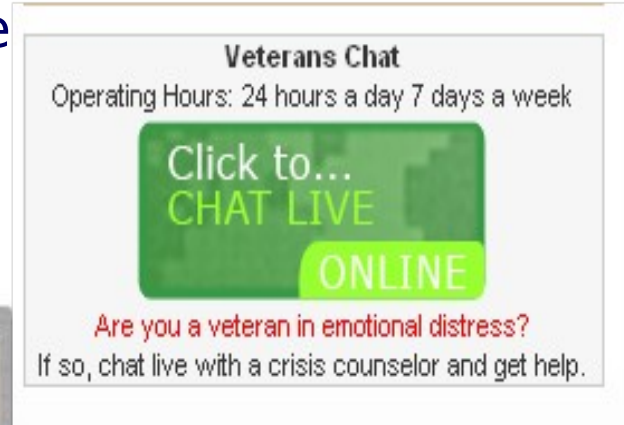 e
Veterans Chat
Operating Hours: 24 hours a day 7 days a week
Click to...
CHAT LIVE
ONLINE
Are you a veteran in emotional distress?
If so, chat live with a crisis counselor and get help.